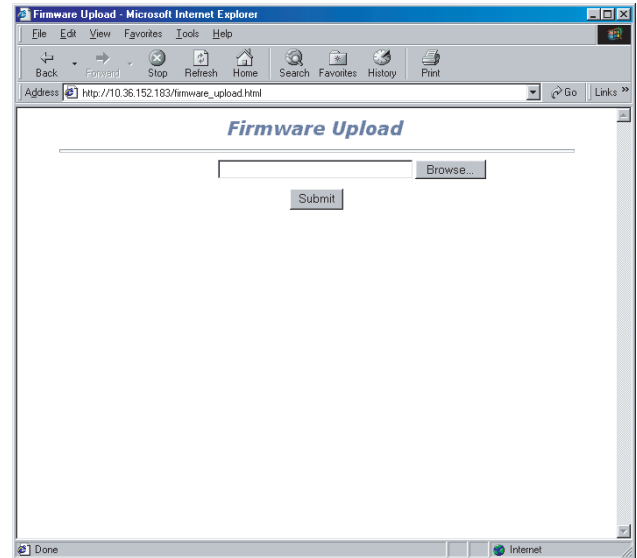 Firmware Upload - Microsoft Internet Explorer
File Edit View Favorites Tools Help
Back Forward Stop Refresh Home Search Favorites History Print
Address http://10.36.152.183/firmware_upload.html Go Links »
Firmware Upload
Browse...
Submit
Done Internet